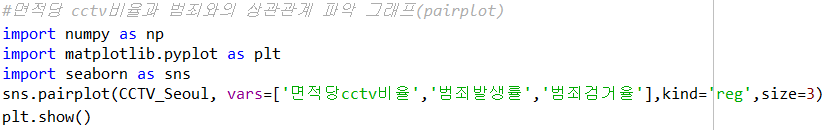 #면적당 cctv비율과 범죄와의 상관관계 파악 그래프(pairplot)
import numpy as np
import matplotlib.pyplot as plt
import seaborn as sns
sns.pairplot(CCTV_Seoul, vars=['면적당cctv비율','범죄발생률','범죄검거율'],kind='reg',size=3)
plt.show()